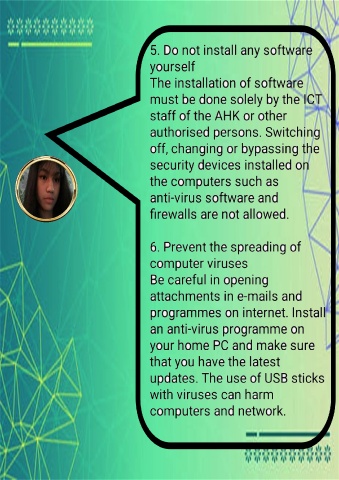 5. Do not install any software
yourself
The installation of software
must be done solely by the ICT
staff of the AHK or other
authorised persons. Switching
off, changing or bypassing the
security devices installed on
the computers such as
anti-virus software and
firewalls are not allowed.
6. Prevent the spreading of
computer viruses
Be careful in opening
attachments in e-mails and
programmes on internet. Install
an anti-virus programme on
your home PC and make sure
that you have the latest
updates. The use of USB sticks
with viruses can harm
computers and network.